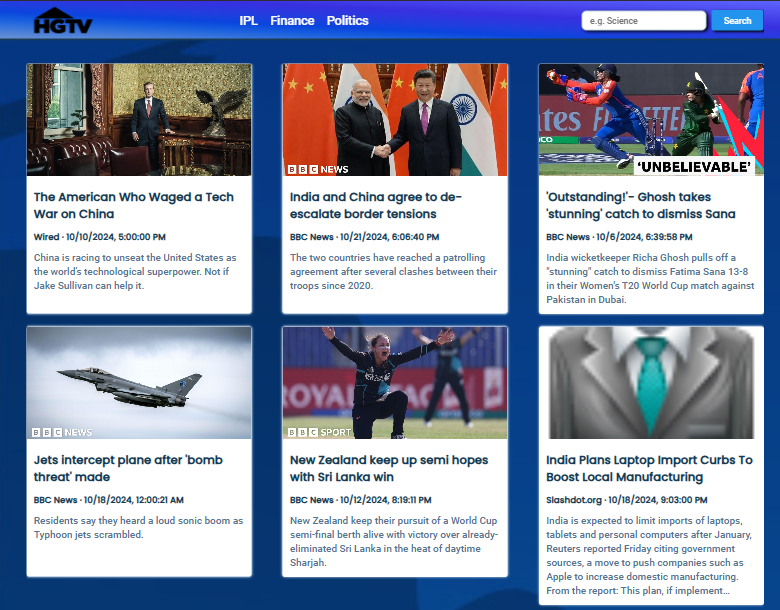 HGTV
IPL Finance Politics
e.g. Science
Search
BBC NEWS
tes FIRETTE
SLOBCO
'UNBELIEVABLE'
The American Who Waged a Tech
War on China
Wired · 10/10/2024, 5:00:00 PM
China is racing to unseat the United States as
the world's technological superpower. Not if
Jake Sullivan can help it.
India and China agree to de-
escalate border tensions
BBC News · 10/21/2024, 6:06:40 PM
The two countries have reached a patrolling
agreement after several clashes between their
troops since 2020.
'Outstanding!'- Ghosh takes
'stunning' catch to dismiss Sana
BBC News · 10/6/2024, 6:39:58 PM
India wicketkeeper Richa Ghosh pulls off a
"stunning" catch to dismiss Fatima Sana 13-8
in their Women's T20 World Cup match against
Pakistan in Dubai.
BBC NEWS
BBC SPORT
Jets intercept plane after 'bomb
threat' made
BBC News · 10/18/2024, 12:00:21 AM
Residents say they heard a loud sonic boom as
Typhoon jets scrambled.
New Zealand keep up semi hopes
with Sri Lanka win
BBC News · 10/12/2024, 8:19:11 PM
New Zealand keep their pursuit of a World Cup
semi-final berth alive with victory over already-
eliminated Sri Lanka in the heat of daytime
Sharjah.
India Plans Laptop Import Curbs To
Boost Local Manufacturing
Slashdot.org · 10/18/2024, 9:03:00 PM
India is expected to limit imports of laptops,
tablets and personal computers after January,
Reuters reported Friday citing government
sources, a move to push companies such as
Apple to increase domestic manufacturing.
From the report: This plan, if implement...